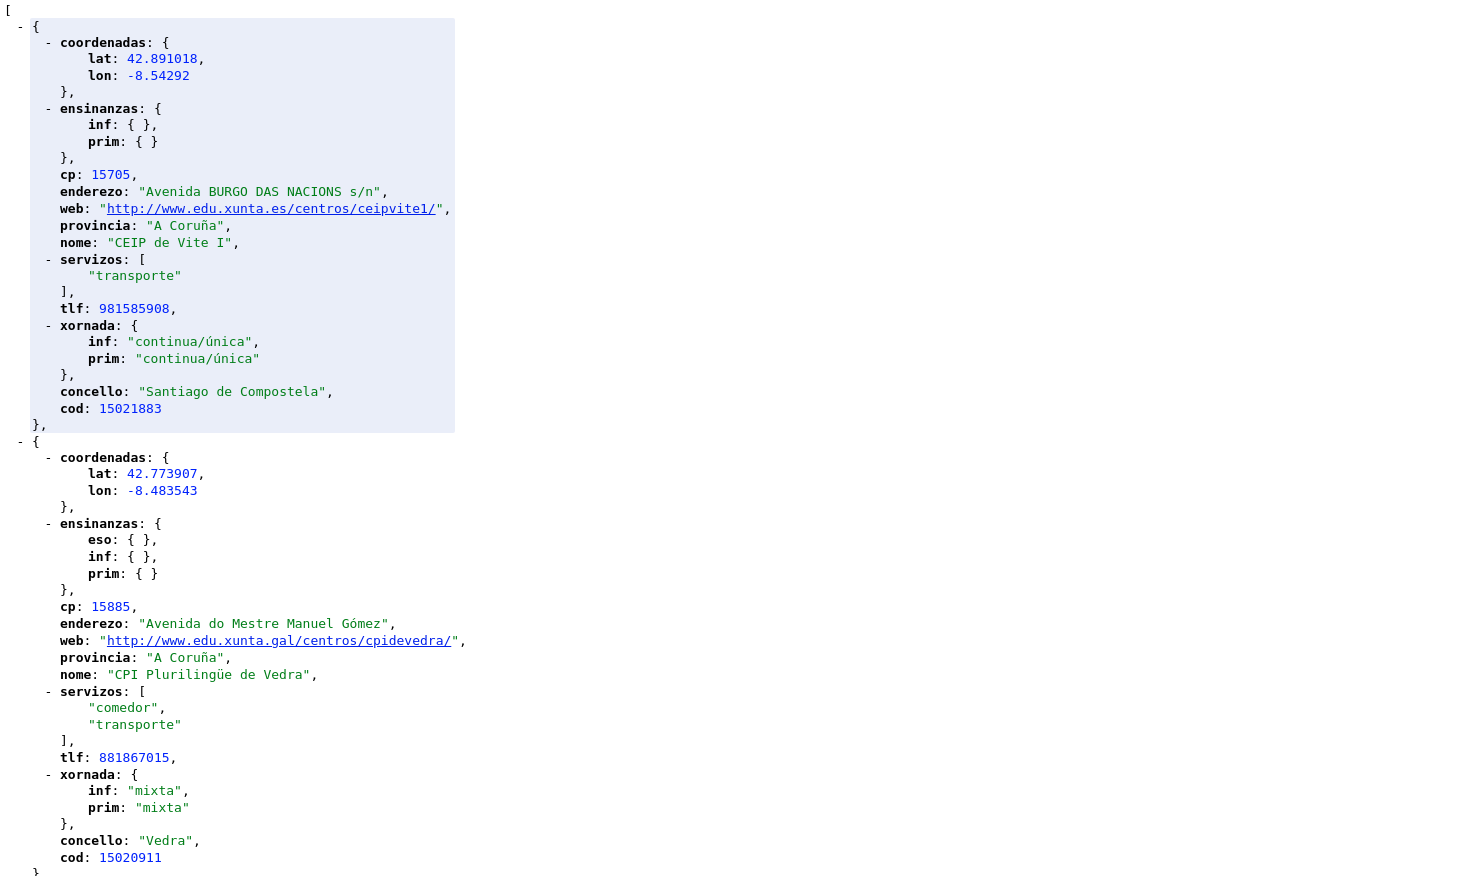 [
- {
- coordenadas: {
lat: 42.891018,
lon: -8.54292
},
- ensinanzas: {
inf: { },
prim: { }
},
cp: 15705,
enderezo: "Avenida BURGO DAS NACIONS s/n",
web: "http://www.edu.xunta.es/centros/ceipvite1/",
provincia: "A Coruña",
nome: "CEIP de Vite I",
- servizos: [
"transporte"
],
tlf: 981585908,
- xornada: {
inf: "continua/única",
prim: "continua/única"
},
concello: "Santiago de Compostela",
cod: 15021883
},
- {
- coordenadas: {
lat: 42.773907,
lon: -8.483543
},
- ensinanzas: {
eso: { },
inf: { },
prim: { }
},
cp: 15885,
enderezo: "Avenida do Mestre Manuel Gómez",
web: "http://www.edu.xunta.gal/centros/cpidevedra/",
provincia: "A Coruña",
nome: "CPI Plurilingüe de Vedra",
- servizos: [
"comedor",
"transporte"
],
tlf: 881867015,
- xornada: {
inf: "mixta",
prim: "mixta"
},
concello: "Vedra",
cod: 15020911
}